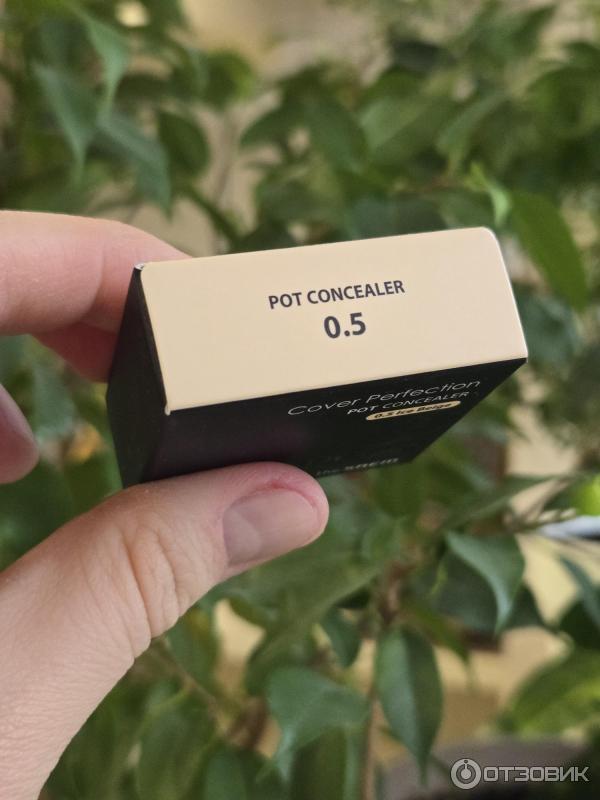 POT CONCEALER
0.5
Cover Perfection
POT CONCEALER
0.5 Ice Beige
the saem
ОТЗОВИК